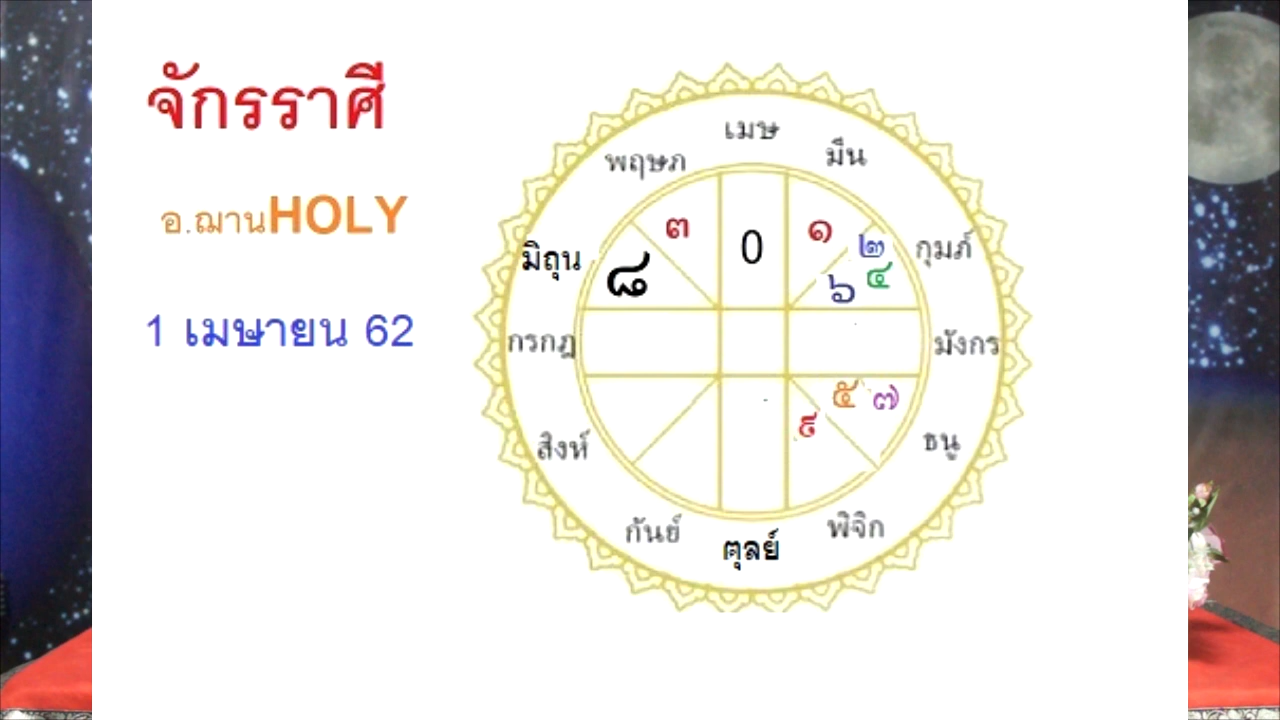 จักรราศี
อ.ฌานHOLY
1 เมษายน 62
เมษ
พฤษภ
มีน
มิถุน
กุมภ์
๓
0
๑
๒
๘
๖
๔
กรกฎ
มังกร
๕
๗
๙
สิงห์
ธนู
กันย์
พิจิก
ตุลย์